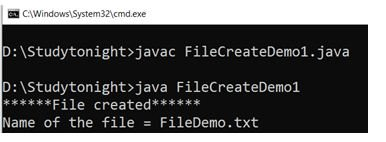 C:\Windows\System32\cmd.exe
D:\Studytonight>javac FileCreateDemo1.java
D:\Studytonight>java FileCreateDemo1
******File created******
Name of the file = FileDemo.txt